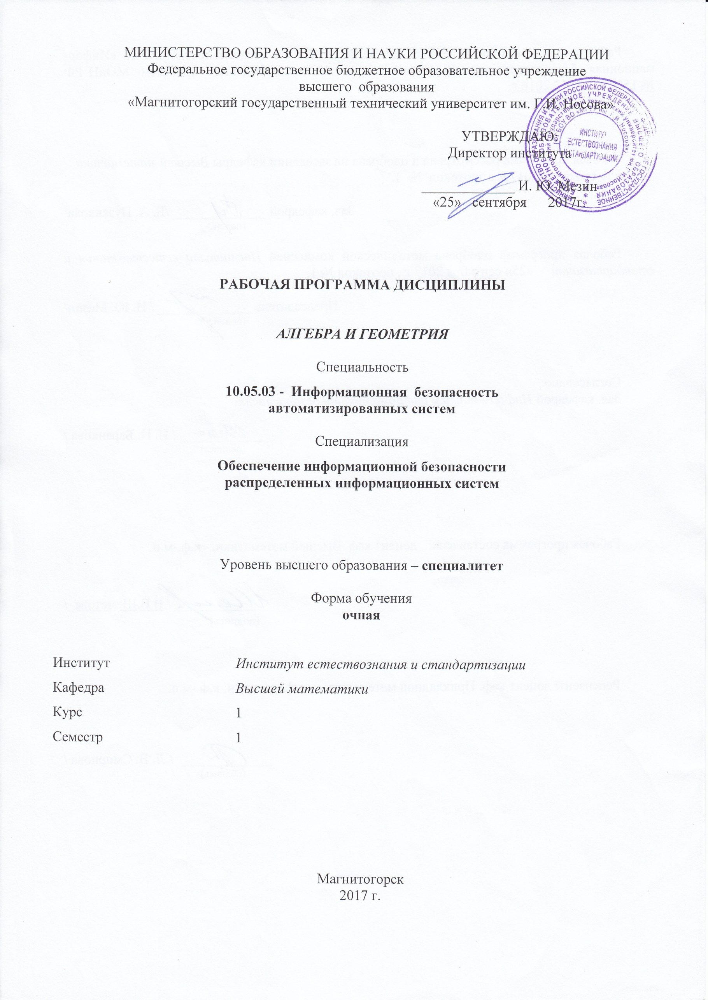 МИНИСТЕРСТВО ОБРАЗОВАНИЯ И НАУКИ РОССИЙСКОЙ ФЕДЕРАЦИИ
Федеральное государственное бюджетное образовательное учреждение
высшего образования
«Магнитогорский государственный технический университет им. Г.И. Носова»
УТВЕРЖДАЮ:
Директор института
И. Ю. Мезин
«25» сентября 2017г.
ИНСТИТУТ
ЕСТЕСТВОЗНАНИЯ
И СТАНДАРТИЗАЦИИ
РАБОЧАЯ ПРОГРАММА ДИСЦИПЛИНЫ
АЛГЕБРА И ГЕОМЕТРИЯ
Специальность
10.05.03 - Информационная безопасность
автоматизированных систем
Специализация
Обеспечение информационной безопасности
распределенных информационных систем
Уровень высшего образования – специалитет
Форма обучения
очная
Институт Институт естествознания и стандартизации
Кафедра Высшей математики
Курс 1
Семестр 1
Магнитогорск
2017 г.